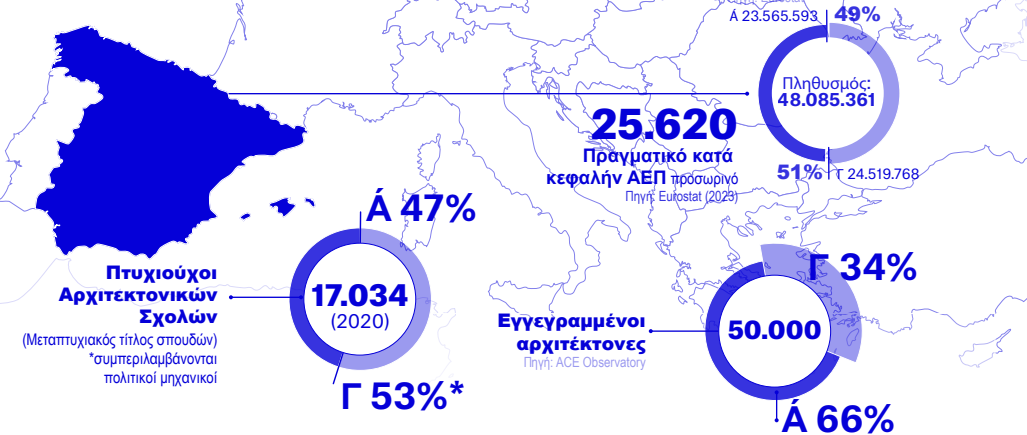 Á 23.565.593
49%
Πληθυσμός:
48.085.361
51%
Γ 24.519.768
25.620
Πραγματικό κατά
κεφαλήν ΑΕΠ προσωρινό
Πηγή: Eurostat (2023)
Á 47%
Πτυχιούχοι
Αρχιτεκτονικών
Σχολών
(Μεταπτυχιακός τίτλος σπουδών)
*συμπεριλαμβάνονται
πολιτικοί μηχανικοί
17.034
(2020)
Γ 53%*
Γ 34%
Εγγεγραμμένοι
αρχιτέκτονες
Πηγή: ACE Observatory
50.000
Á 66%